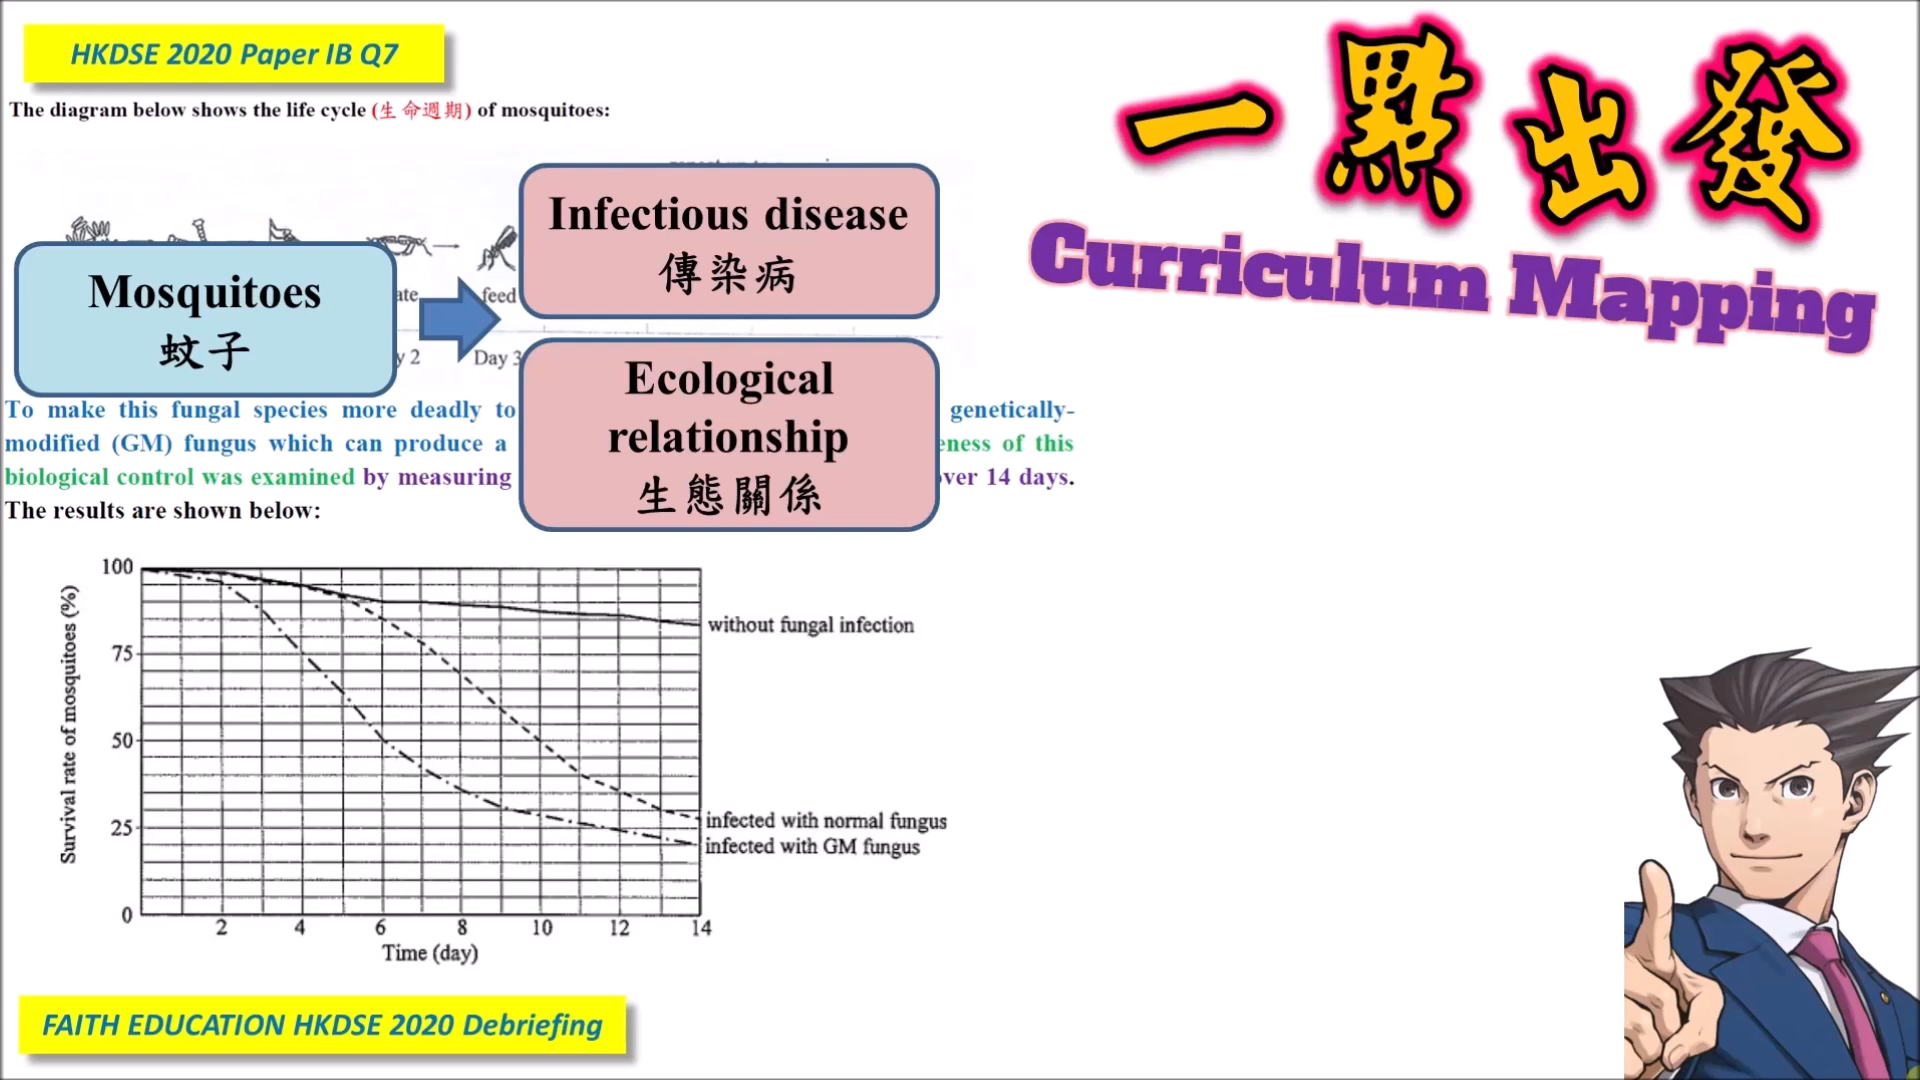 HKDSE 2020 Paper IB Q7
一點出發
Curriculum Mapping
The diagram below shows the life cycle (生命週期) of mosquitoes:
Mosquitoes
蚊子
Infectious disease
傳染病
feed
Day 3
Ecological
relationship
生態關係
To make this fungal species more deadly to genetically-
modified (GM) fungus which can produce a of this
biological control was examined by measuring 14 days.
The results are shown below:
Survival rate of mosquitoes (%)
100
75
50
25
0
2 4 6 8 10 12 14
Time (day)
without fungal infection
infected with normal fungus
infected with GM fungus
FAITH EDUCATION HKDSE 2020 Debriefing